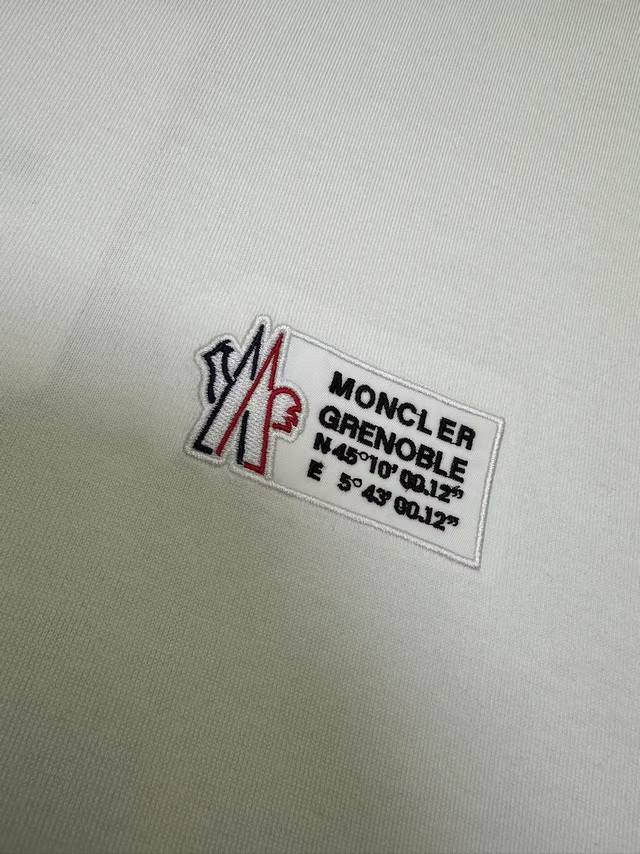 MONCLER
GRENOBLE
N 45°10' 00.12"
E 5°43' 00.12"